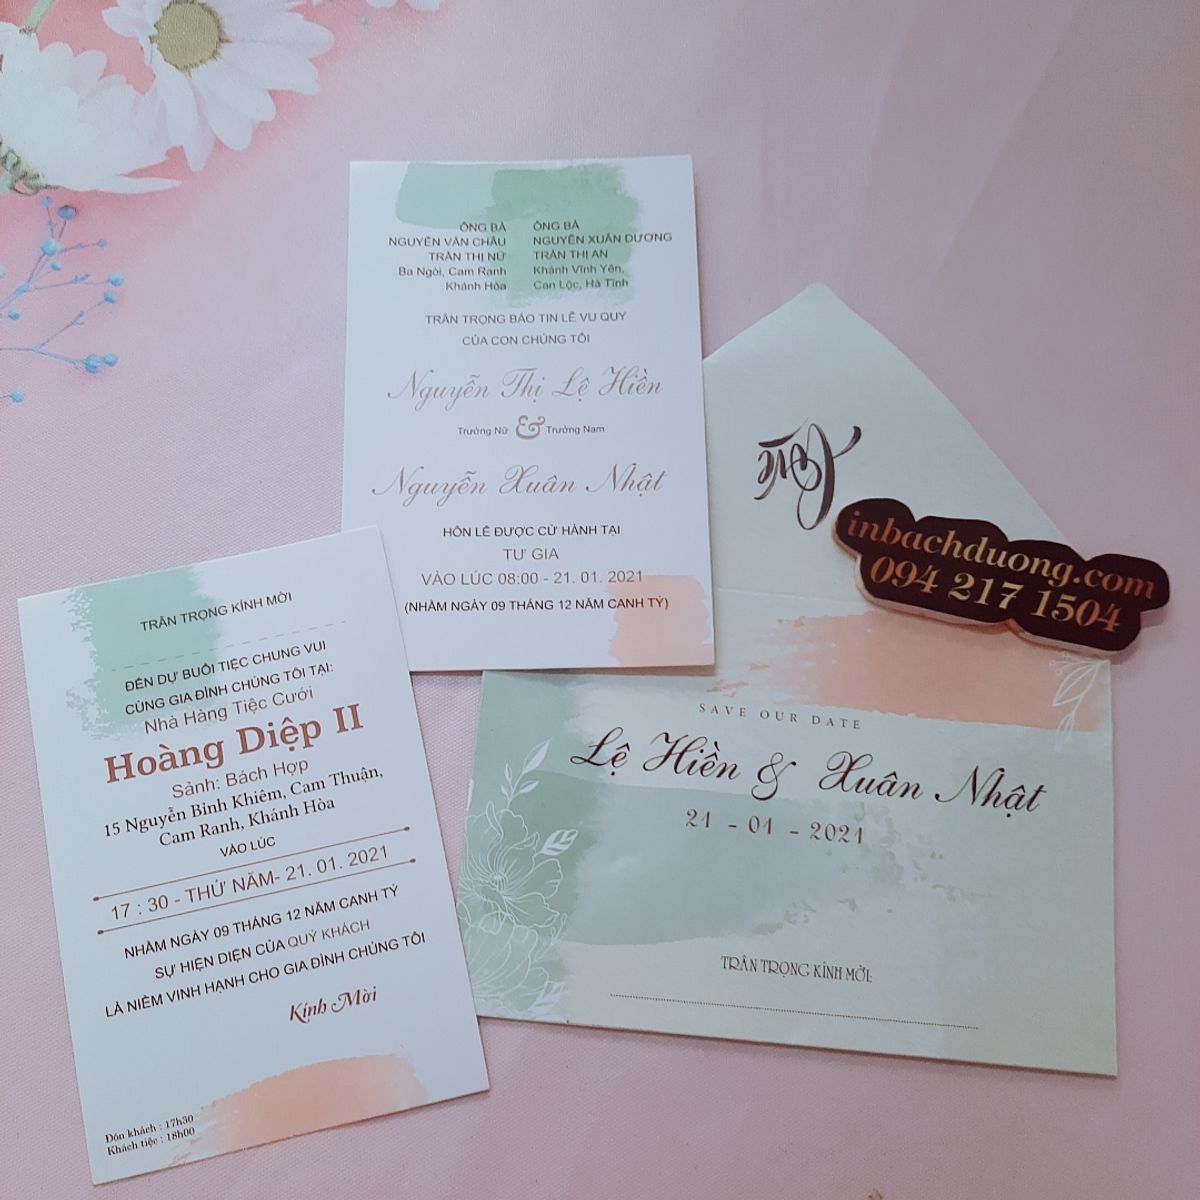 ÔNG BÀ
NGUYỄN VĂN CHÂU
TRẦN THỊ NỮ
Ba Ngòi, Cam Ranh
Khánh Hòa
ÔNG BÀ
NGUYỄN XUÂN DƯƠNG
TRẦN THỊ AN
Khánh Vĩnh Yên,
Can Lộc, Hà Tĩnh
TRÂN TRỌNG BÁO TIN LỄ VU QUY
CỦA CON CHÚNG TÔI
Nguyễn Thị Lệ Hiền
Trưởng Nữ & Trưởng Nam
Nguyễn Xuân Nhật
HÔN LỄ ĐƯỢC CỬ HÀNH TẠI
TƯ GIA
VÀO LÚC 08:00 - 21. 01. 2021
(NHẰM NGÀY 09 THÁNG 12 NĂM CANH TÝ)
TRÂN TRỌNG KÍNH MỜI
ĐẾN DỰ BUỔI TIỆC CHUNG VUI
CÙNG GIA ĐÌNH CHÚNG TÔI TẠI:
Nhà Hàng Tiệc Cưới
Hoàng Diệp II
Sảnh: Bách Hợp
15 Nguyễn Bỉnh Khiêm, Cam Thuận,
Cam Ranh, Khánh Hòa
VÀO LÚC
17 : 30 - THỨ NĂM- 21. 01. 2021
NHẰM NGÀY 09 THÁNG 12 NĂM CANH TÝ
SỰ HIỆN DIỆN CỦA QUÝ KHÁCH
LÀ NIỀM VINH HẠNH CHO GIA ĐÌNH CHÚNG TÔI
Kính Mời
Đón khách : 17h30
Khách tiệc : 18h00
inbachduong.com
094 217 1504
SAVE OUR DATE
Lệ Hiền & Xuân Nhật
21 - 01 - 2021
TRÂN TRỌNG KÍNH MỜI: